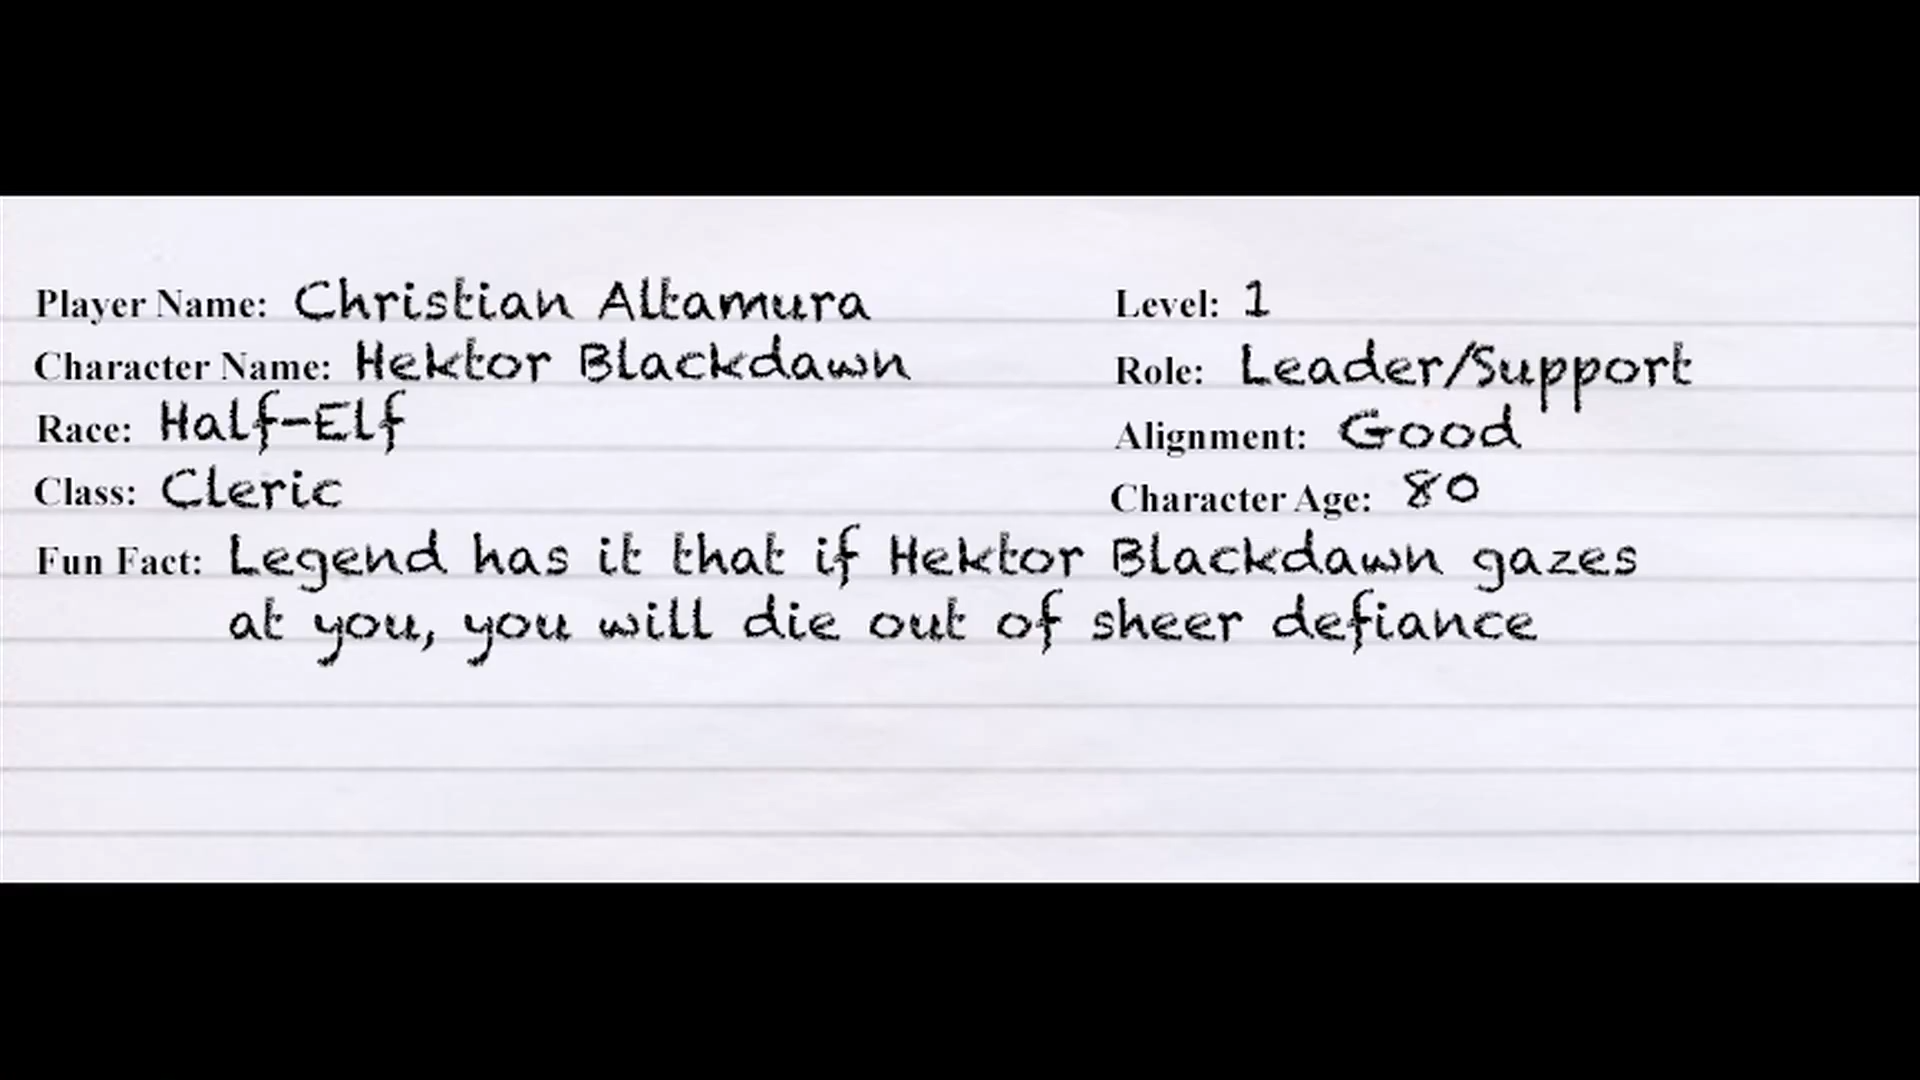 Player Name: Christian Altamura
Level: 1
Character Name: Hektor Blackdawn
Role: Leader/Support
Race: Half-Elf
Alignment: Good
Class: Cleric
Character Age: 80
Fun Fact: Legend has it that if Hektor Blackdawn gazes
at you, you will die out of sheer defiance